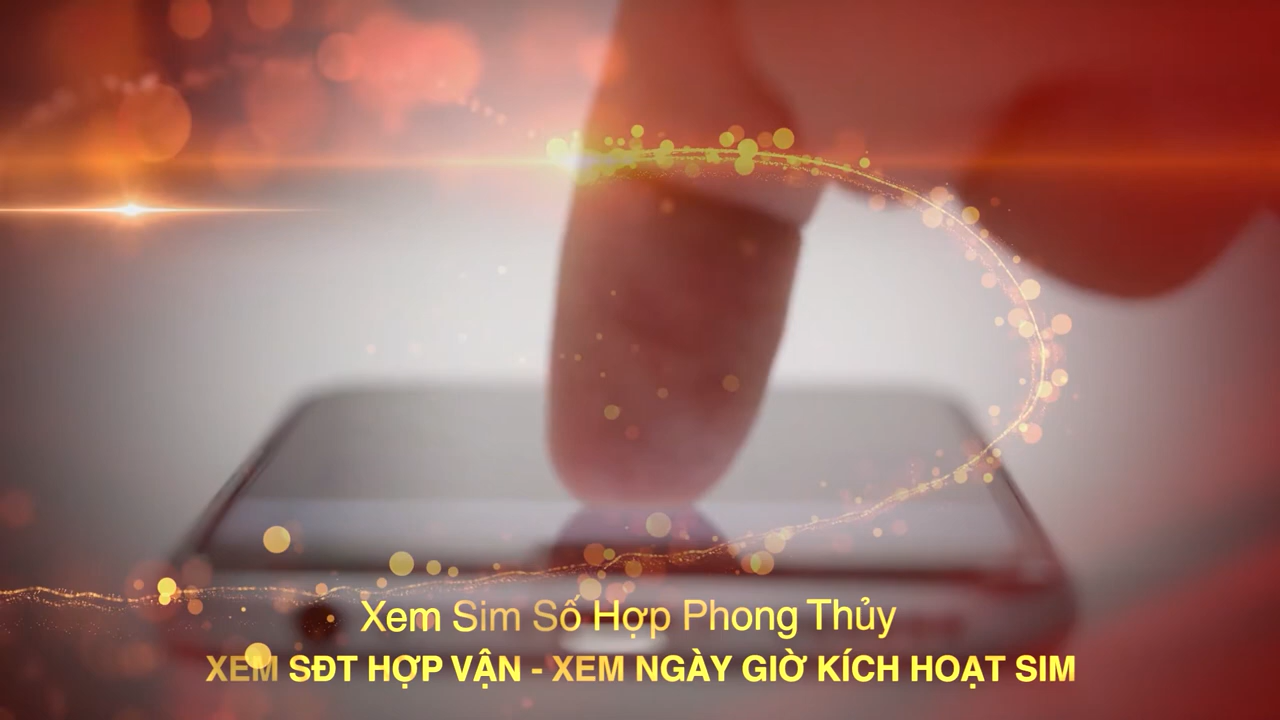 Xem Sim Số Hợp Phong Thủy
XEM SĐT HỢP VẬN - XEM NGÀY GIỜ KÍCH HOẠT SIM